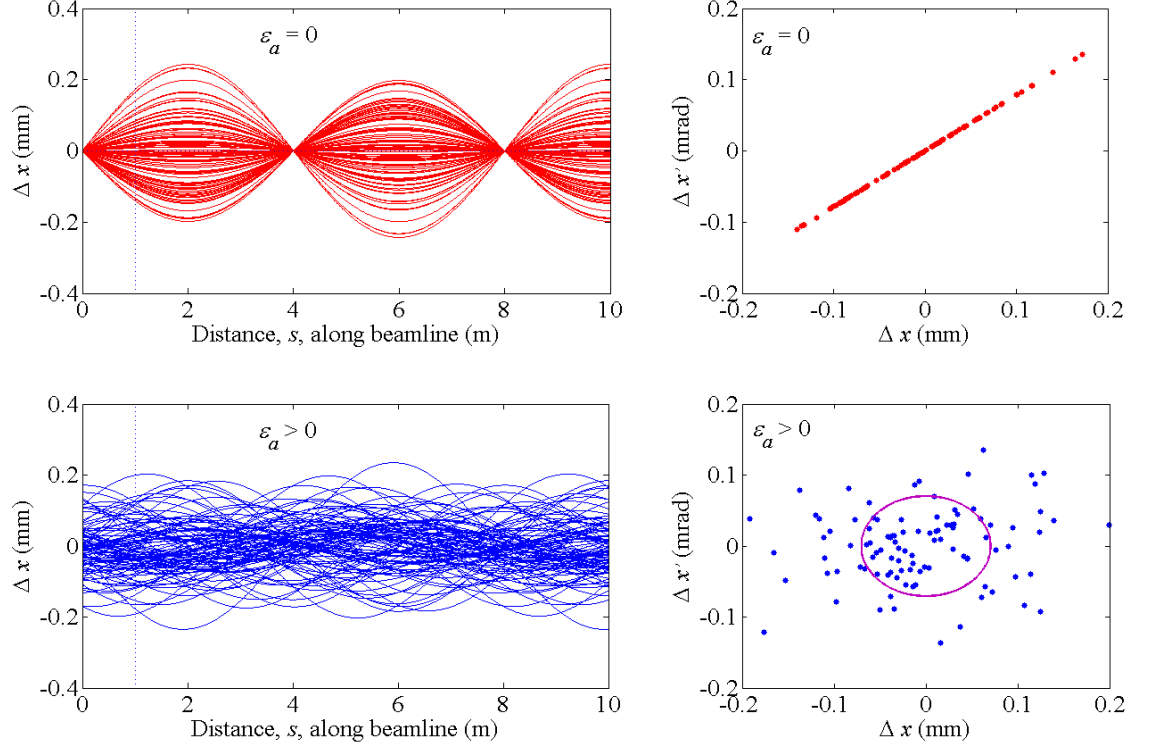 0.4
0.2
0
-0.2
-0.4
Δ x (mm)
εa = 0
0 2 4 6 8 10
Distance, s, along beamline (m)
0.2
0.1
0
-0.1
-0.2
Δ x′ (mrad)
εa = 0
-0.2 -0.1 0 0.1 0.2
Δ x (mm)
0.4
0.2
0
-0.2
-0.4
Δ x (mm)
εa > 0
0 2 4 6 8 10
Distance, s, along beamline (m)
0.2
0.1
0
-0.1
-0.2
Δ x′ (mrad)
εa > 0
-0.2 -0.1 0 0.1 0.2
Δ x (mm)